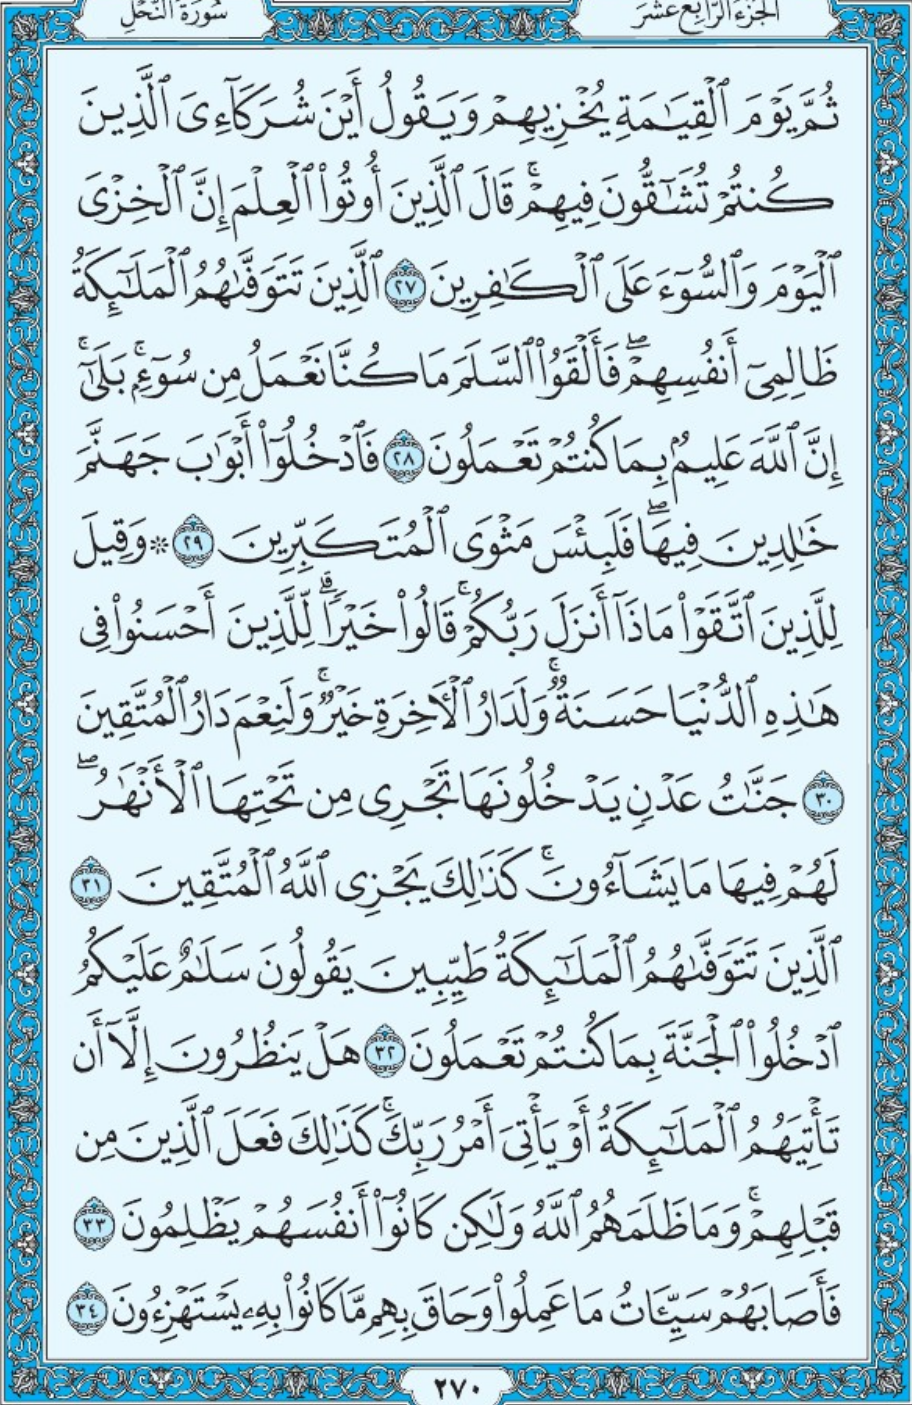 سُورَةُ النَّحْلِ
الجُزْءُ الرَّابِعَ عَشَرَ
ثُمَّ يَوْمَ ٱلْقِيَٰمَةِ يُخْزِيهِمْ وَيَقُولُ أَيْنَ شُرَكَآءِىَ ٱلَّذِينَ
كُنتُمْ تُشَٰٓقُّونَ فِيهِمْ ۚ قَالَ ٱلَّذِينَ أُوتُوا۟ ٱلْعِلْمَ إِنَّ ٱلْخِزْىَ
ٱلْيَوْمَ وَٱلسُّوٓءَ عَلَى ٱلْكَٰفِرِينَ ٢٧ ٱلَّذِينَ تَتَوَفَّىٰهُمُ ٱلْمَلَٰٓئِكَةُ
ظَالِمِىٓ أَنفُسِهِمْ ۖ فَأَلْقَوُا۟ ٱلسَّلَمَ مَا كُنَّا نَعْمَلُ مِن سُوٓءٍۭ ۚ بَلَىٰٓ ۚ
إِنَّ ٱللَّهَ عَلِيمٌۢ بِمَا كُنتُمْ تَعْمَلُونَ ٢٨ فَٱدْخُلُوٓا۟ أَبْوَٰبَ جَهَنَّمَ
خَٰلِدِينَ فِيهَا ۖ فَلَبِئْسَ مَثْوَى ٱلْمُتَكَبِّرِينَ ٢٩ ۞ وَقِيلَ
لِلَّذِينَ ٱتَّقَوْا۟ مَاذَآ أَنزَلَ رَبُّكُمْ ۚ قَالُوا۟ خَيْرًا ۗ لِّلَّذِينَ أَحْسَنُوا۟ فِى
هَٰذِهِ ٱلدُّنْيَا حَسَنَةٌ ۚ وَلَدَارُ ٱلْءَاخِرَةِ خَيْرٌ ۚ وَلَنِعْمَ دَارُ ٱلْمُتَّقِينَ
٣٠ جَنَّٰتُ عَدْنٍ يَدْخُلُونَهَا تَجْرِى مِن تَحْتِهَا ٱلْأَنْهَٰرُ ۖ
لَهُمْ فِيهَا مَا يَشَآءُونَ ۚ كَذَٰلِكَ يَجْزِى ٱللَّهُ ٱلْمُتَّقِينَ ٣١
ٱلَّذِينَ تَتَوَفَّىٰهُمُ ٱلْمَلَٰٓئِكَةُ طَيِّبِينَ يَقُولُونَ سَلَٰمٌ عَلَيْكُمُ
ٱدْخُلُوا۟ ٱلْجَنَّةَ بِمَا كُنتُمْ تَعْمَلُونَ ٣٢ هَلْ يَنظُرُونَ إِلَّآ أَن
تَأْتِيَهُمُ ٱلْمَلَٰٓئِكَةُ أَوْ يَأْتِىَ أَمْرُ رَبِّكَ ۚ كَذَٰلِكَ فَعَلَ ٱلَّذِينَ مِن
قَبْلِهِمْ ۚ وَمَا ظَلَمَهُمُ ٱللَّهُ وَلَٰكِن كَانُوٓا۟ أَنفُسَهُمْ يَظْلِمُونَ ٣٣
فَأَصَابَهُمْ سَيِّـَٔاتُ مَا عَمِلُوا۟ وَحَاقَ بِهِم مَّا كَانُوا۟ بِهِۦ يَسْتَهْزِءُونَ ٣٤
٢٧٠